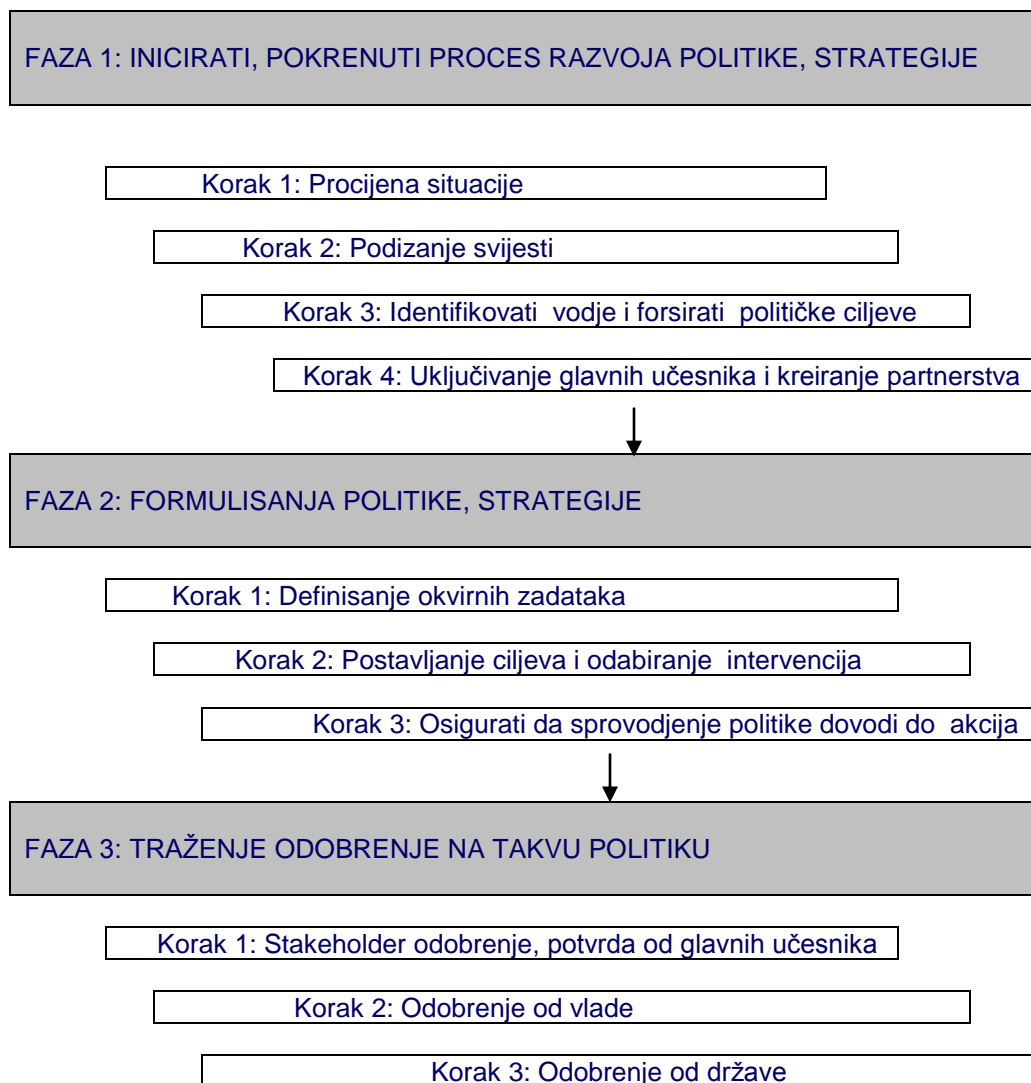 FAZA 1: INICIRATI, POKRENUTI PROCES RAZVOJA POLITIKE, STRATEGIJE
Korak 1: Procijena situacije
Korak 2: Podizanje svijesti
Korak 3: Identifikovati vodje i forsirati političke ciljeve
Korak 4: Uključivanje glavnih učesnika i kreiranje partnerstva
FAZA 2: FORMULISANJA POLITIKE, STRATEGIJE
Korak 1: Definisanje okvirnih zadataka
Korak 2: Postavljanje ciljeva i odabiranje intervencija
Korak 3: Osigurati da sprovodjenje politike dovodi do akcija
FAZA 3: TRAŽENJE ODOBRENJE NA TAKVU POLITIKU
Korak 1: Stakeholder odobrenje, potvrda od glavnih učesnika
Korak 2: Odobrenje od vlade
Korak 3: Odobrenje od države